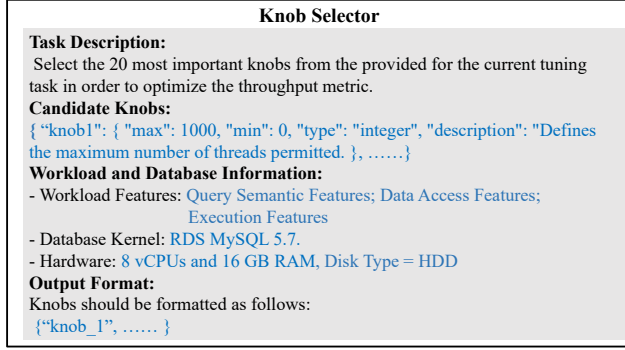 Knob Selector
Task Description:
Select the 20 most important knobs from the provided for the current tuning
task in order to optimize the throughput metric.
Candidate Knobs:
{ “knob1": { "max": 1000, "min": 0, "type": "integer", "description": "Defines
the maximum number of threads permitted. }, ……}
Workload and Database Information:
- Workload Features: Query Semantic Features; Data Access Features;
Execution Features
- Database Kernel: RDS MySQL 5.7.
- Hardware: 8 vCPUs and 16 GB RAM, Disk Type = HDD
Output Format:
Knobs should be formatted as follows:
{“knob_1”, …… }